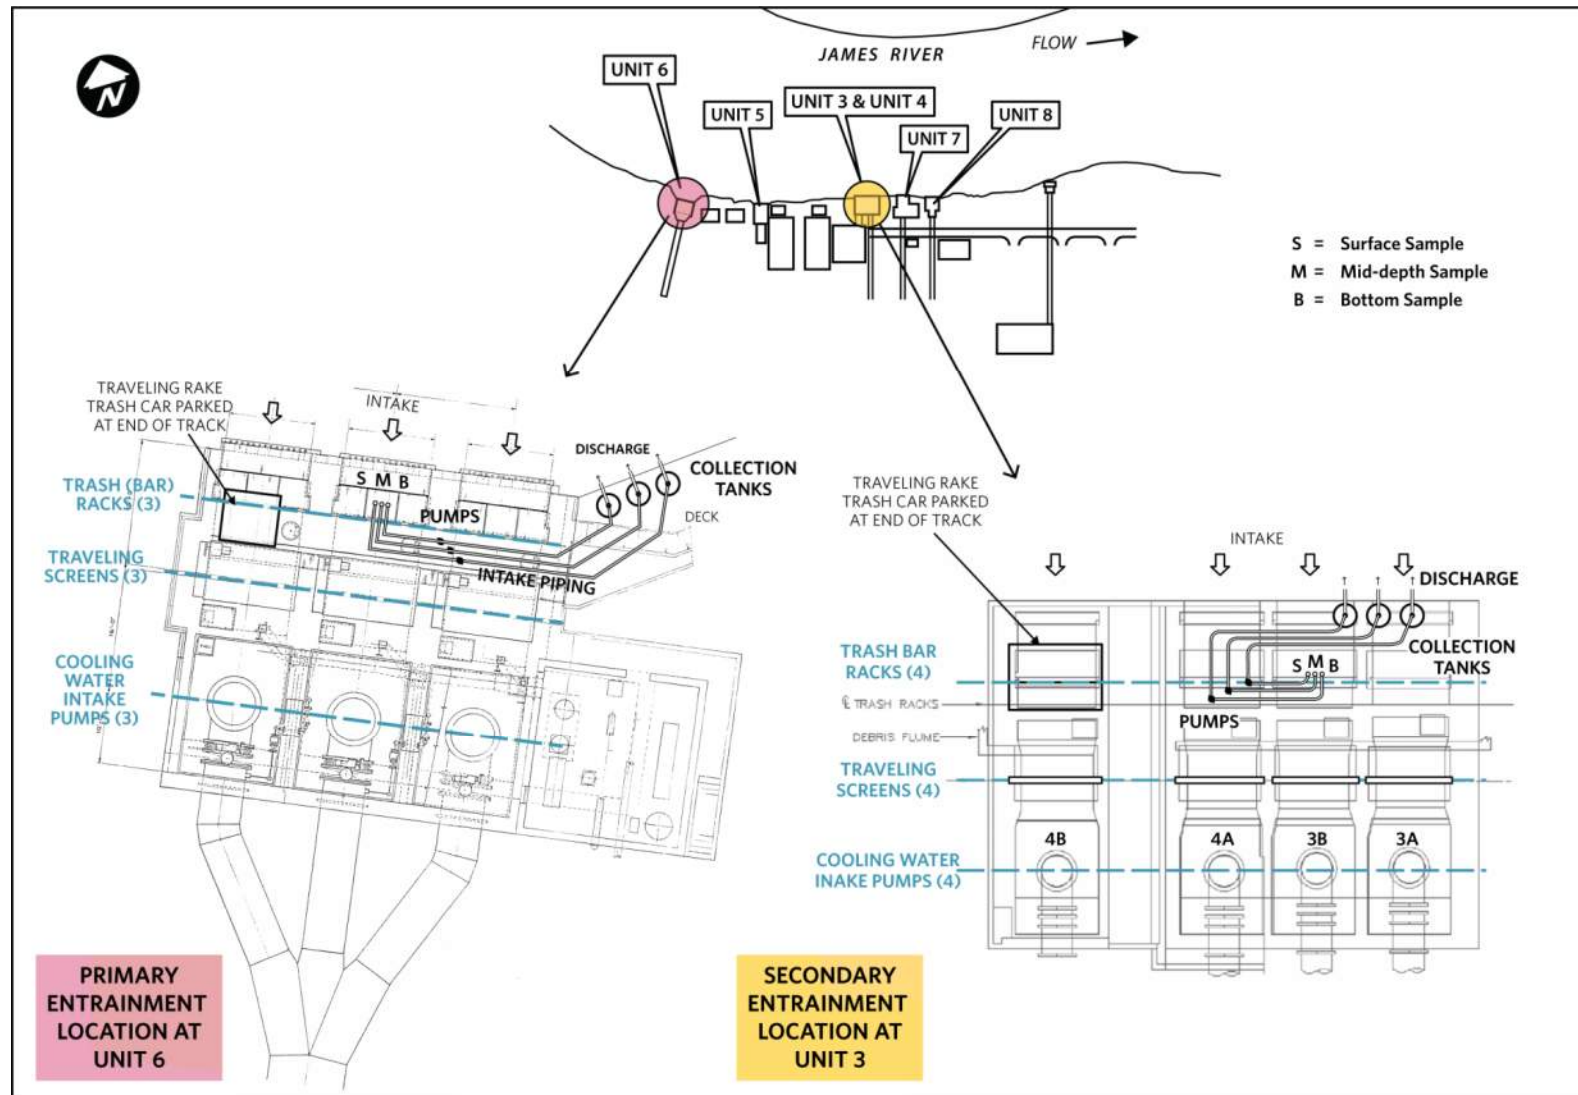 N
JAMES RIVER
FLOW
UNIT 6
UNIT 5
UNIT 3 & UNIT 4
UNIT 7
UNIT 8
S = Surface Sample
M = Mid-depth Sample
B = Bottom Sample
TRAVELING RAKE
TRASH CAR PARKED
AT END OF TRACK
INTAKE
DISCHARGE
COLLECTION
TANKS
S M B
TRASH (BAR)
RACKS (3)
PUMPS
DECK
TRAVELING
SCREENS (3)
INTAKE PIPING
COOLING
WATER
INTAKE
PUMPS (3)
PRIMARY
ENTRAINMENT
LOCATION AT
UNIT 6
TRAVELING RAKE
TRASH CAR PARKED
AT END OF TRACK
INTAKE
DISCHARGE
TRASH BAR
RACKS (4)
S M B
COLLECTION
TANKS
℄ TRASH RACKS
PUMPS
DEBRIS FLUME
TRAVELING
SCREENS (4)
4B
4A
3B
3A
COOLING WATER
INAKE PUMPS (4)
SECONDARY
ENTRAINMENT
LOCATION AT
UNIT 3